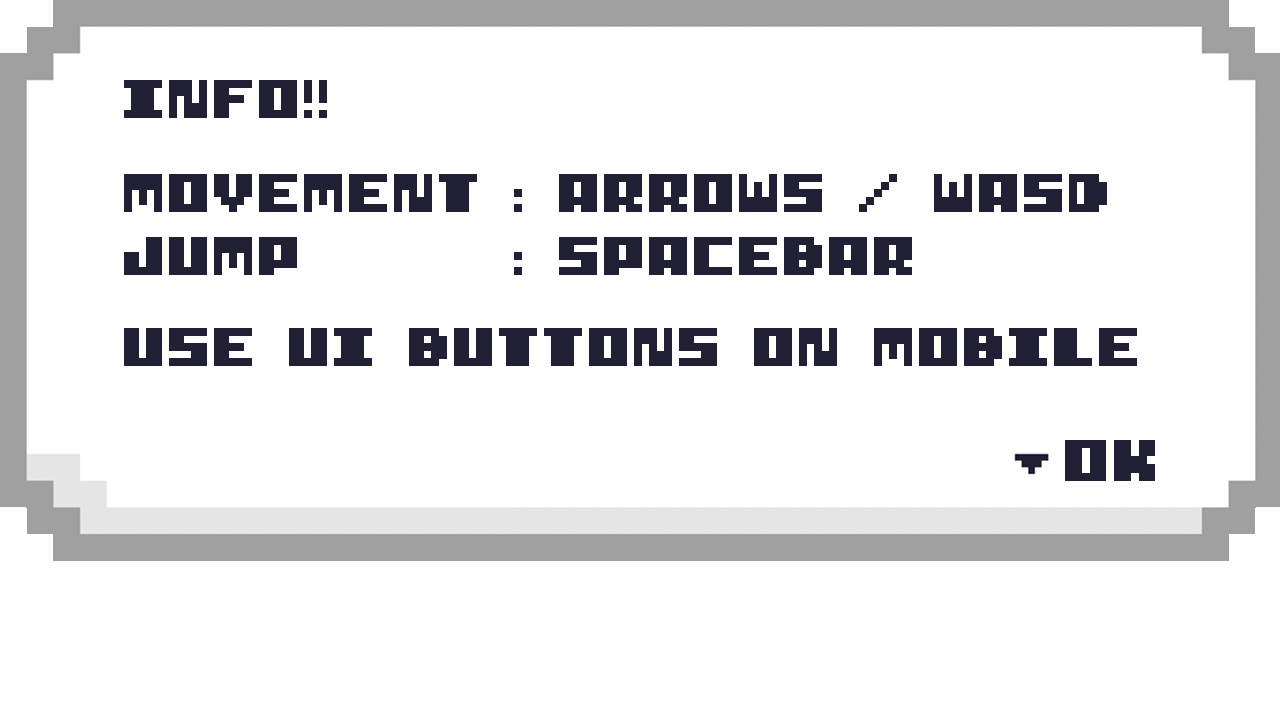 INFO!!
MOVEMENT : ARROWS / WASD
JUMP : SPACEBAR
USE UI BUTTONS ON MOBILE
OK